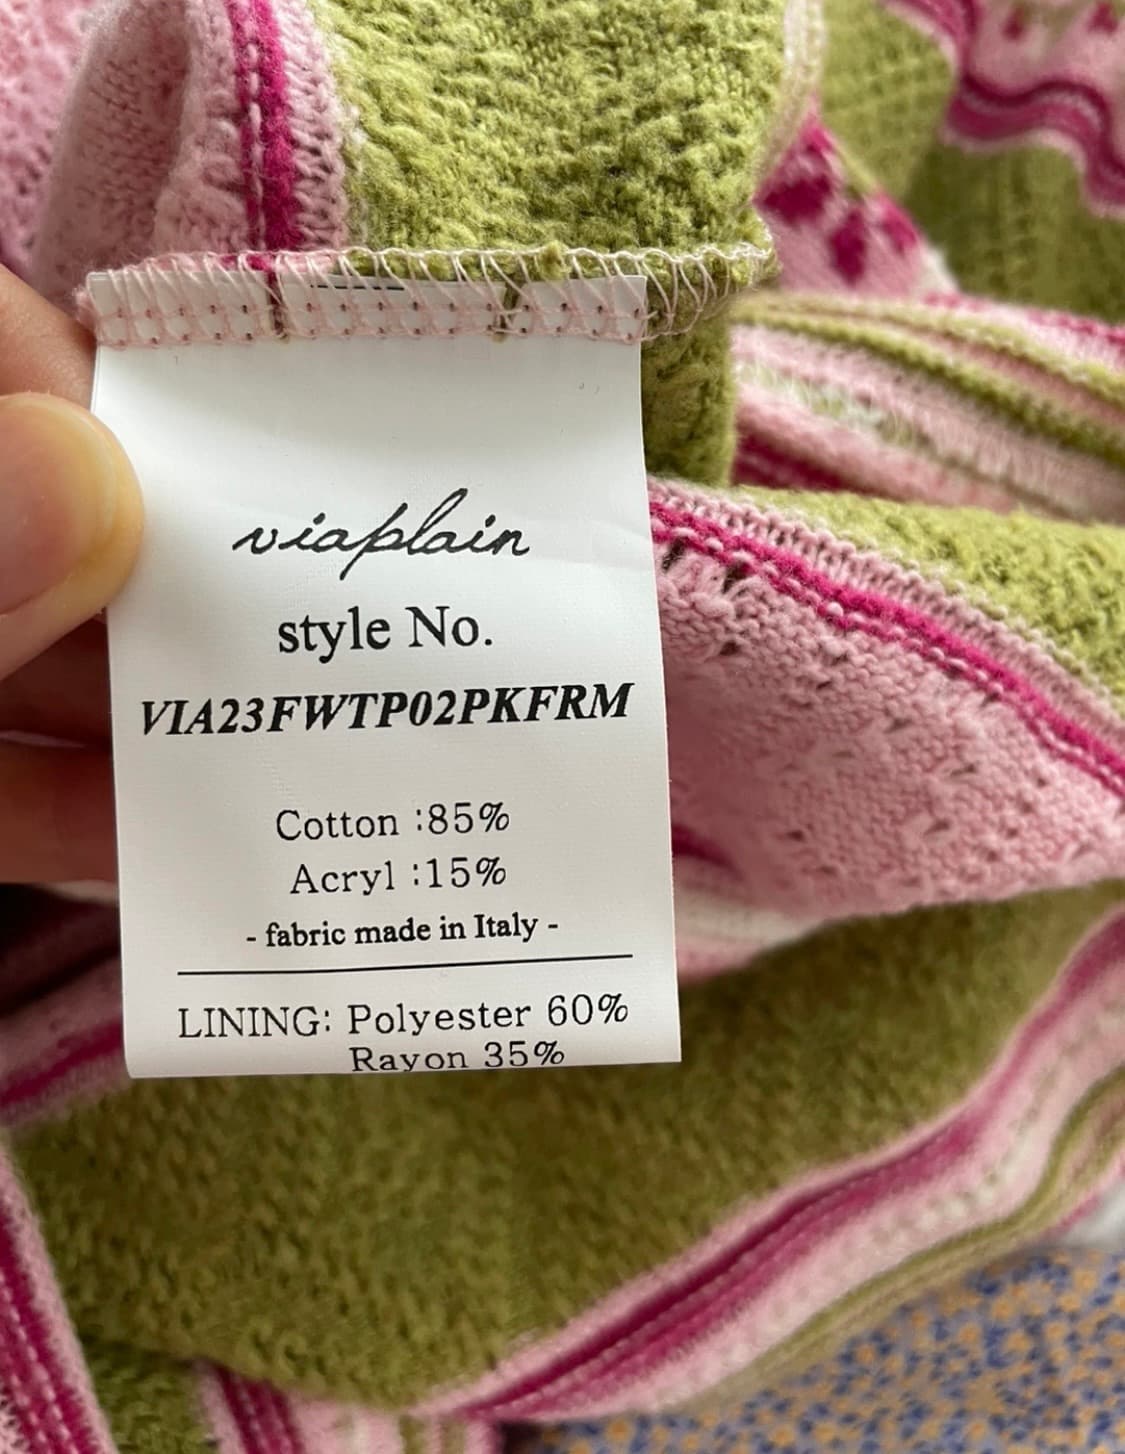 viaplain
style No.
VIA23FWTP02PKFRM
Cotton :85%
Acryl :15%
- fabric made in Italy -
LINING: Polyester 60%
Rayon 35%